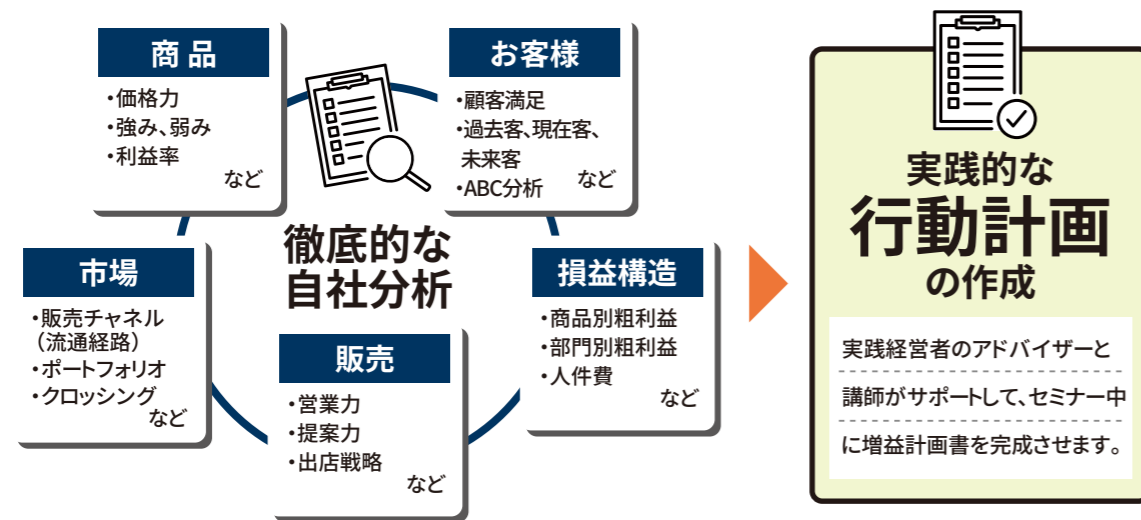 商品
・価格力
・強み、弱み
・利益率
など
お客様
・顧客満足
・過去客、現在客、
未来客
・ABC分析 など
徹底的な
自社分析
市場
・販売チャネル
（流通経路）
・ポートフォリオ
・クロッシング
など
販売
・営業力
・提案力
・出店戦略
など
損益構造
・商品別粗利益
・部門別粗利益
・人件費
など
実践的な
行動計画
の作成
実践経営者のアドバイザーと
講師がサポートして、セミナー中
に増益計画書を完成させます。